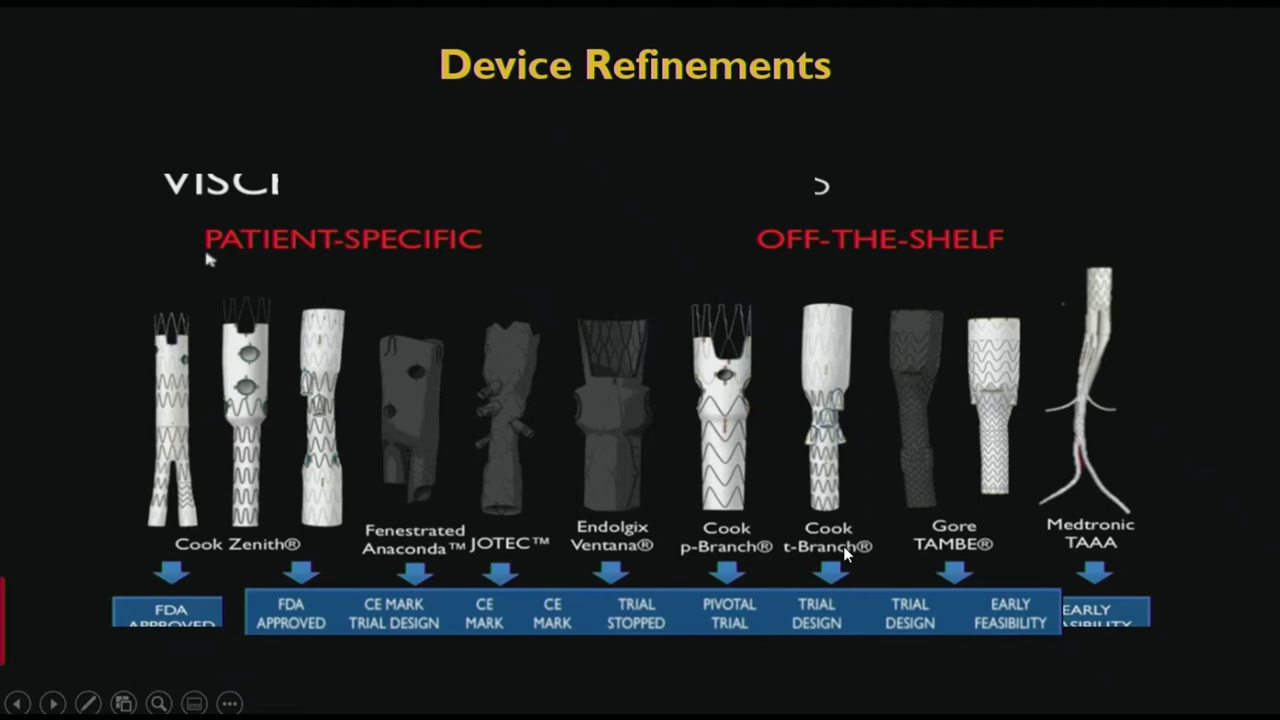 Device Refinements
PATIENT-SPECIFIC
OFF-THE-SHELF
Cook Zenith®
Fenestrated
Anaconda™
JOTEC™
Endolgix
Ventana®
Cook
p-Branch®
Cook
t-Branch®
Gore
TAMBE®
Medtronic
TAAA
FDA
APPROVED
FDA
APPROVED
CE MARK
TRIAL DESIGN
CE
MARK
CE
MARK
TRIAL
STOPPED
PIVOTAL
TRIAL
TRIAL
DESIGN
TRIAL
DESIGN
EARLY
FEASIBILITY
EARLY